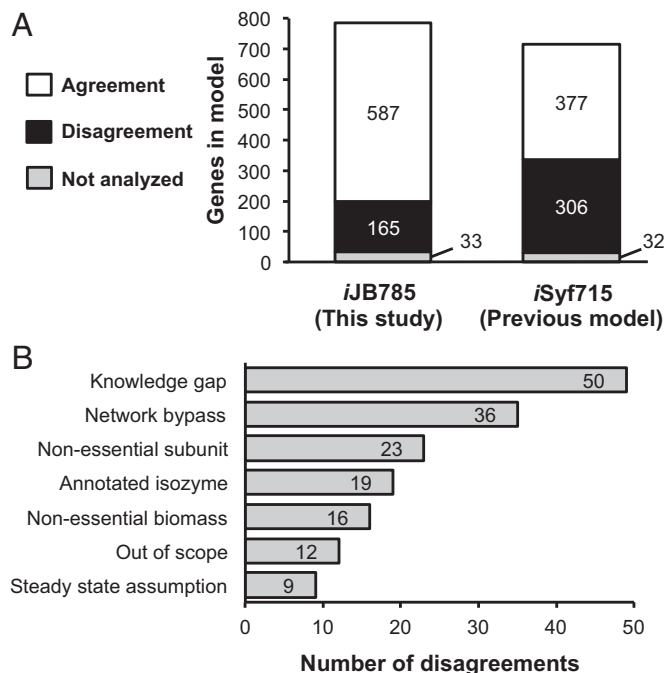 A
Agreement
Disagreement
Not analyzed
Genes in model
800
700
600
500
400
300
200
100
0
587
165
33
377
306
32
iJB785
(This study)
iSyf715
(Previous model)
B
Knowledge gap
50
Network bypass
36
Non-essential subunit
23
Annotated isozyme
19
Non-essential biomass
16
Out of scope
12
Steady state assumption
9
0 10 20 30 40 50
Number of disagreements